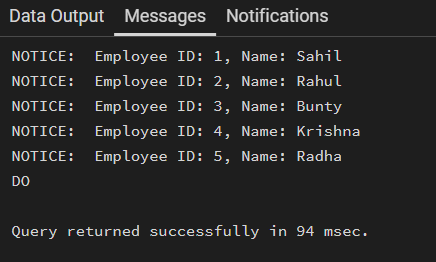 Data Output Messages Notifications
NOTICE:  Employee ID: 1, Name: Sahil
NOTICE:  Employee ID: 2, Name: Rahul
NOTICE:  Employee ID: 3, Name: Bunty
NOTICE:  Employee ID: 4, Name: Krishna
NOTICE:  Employee ID: 5, Name: Radha
DO
Query returned successfully in 94 msec.